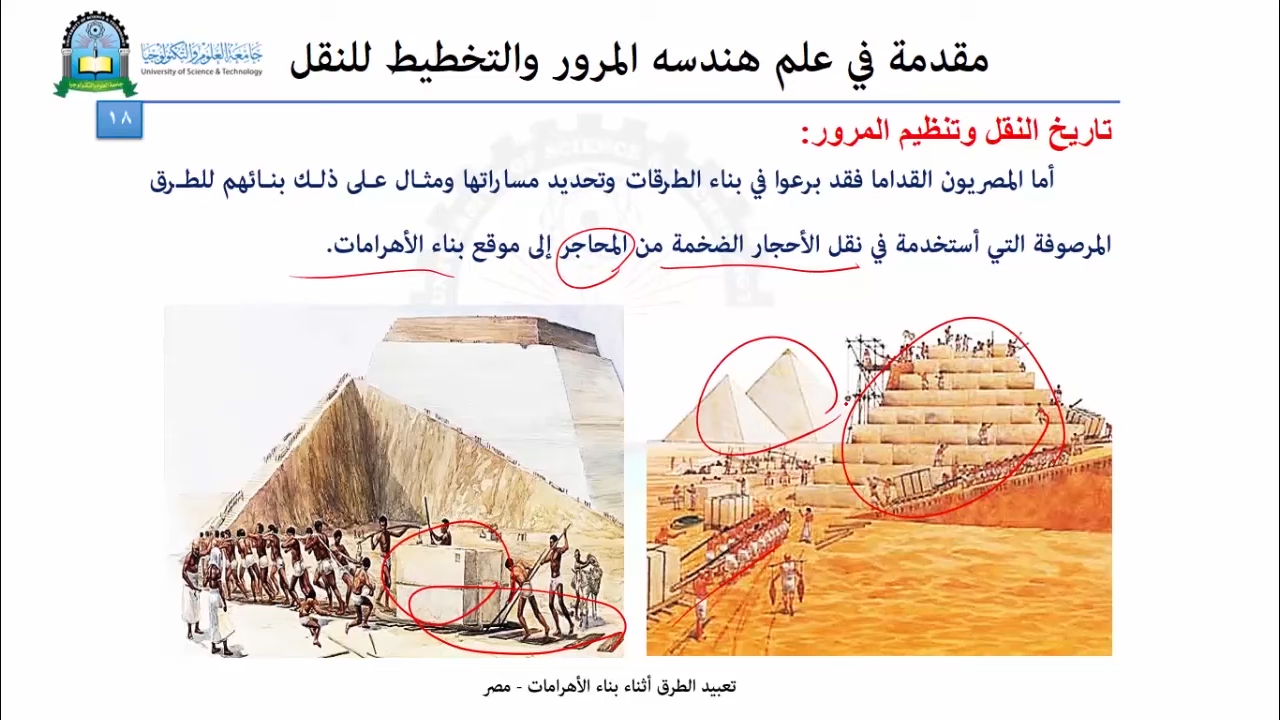 جامعة العلوم والتكنولوجيا
University of Science & Technology
مقدمة في علم هندسه المرور والتخطيط للنقل
١٨
تاريخ النقل وتنظيم المرور:
أما المصريون القداما فقد برعوا في بناء الطرقات وتحديد مساراتها ومثال على ذلك بنائهم للطرق
المرصوفة التي أستخدمة في نقل الأحجار الضخمة من المحاجر إلى موقع بناء الأهرامات.
تعبيد الطرق أثناء بناء الأهرامات - مصر